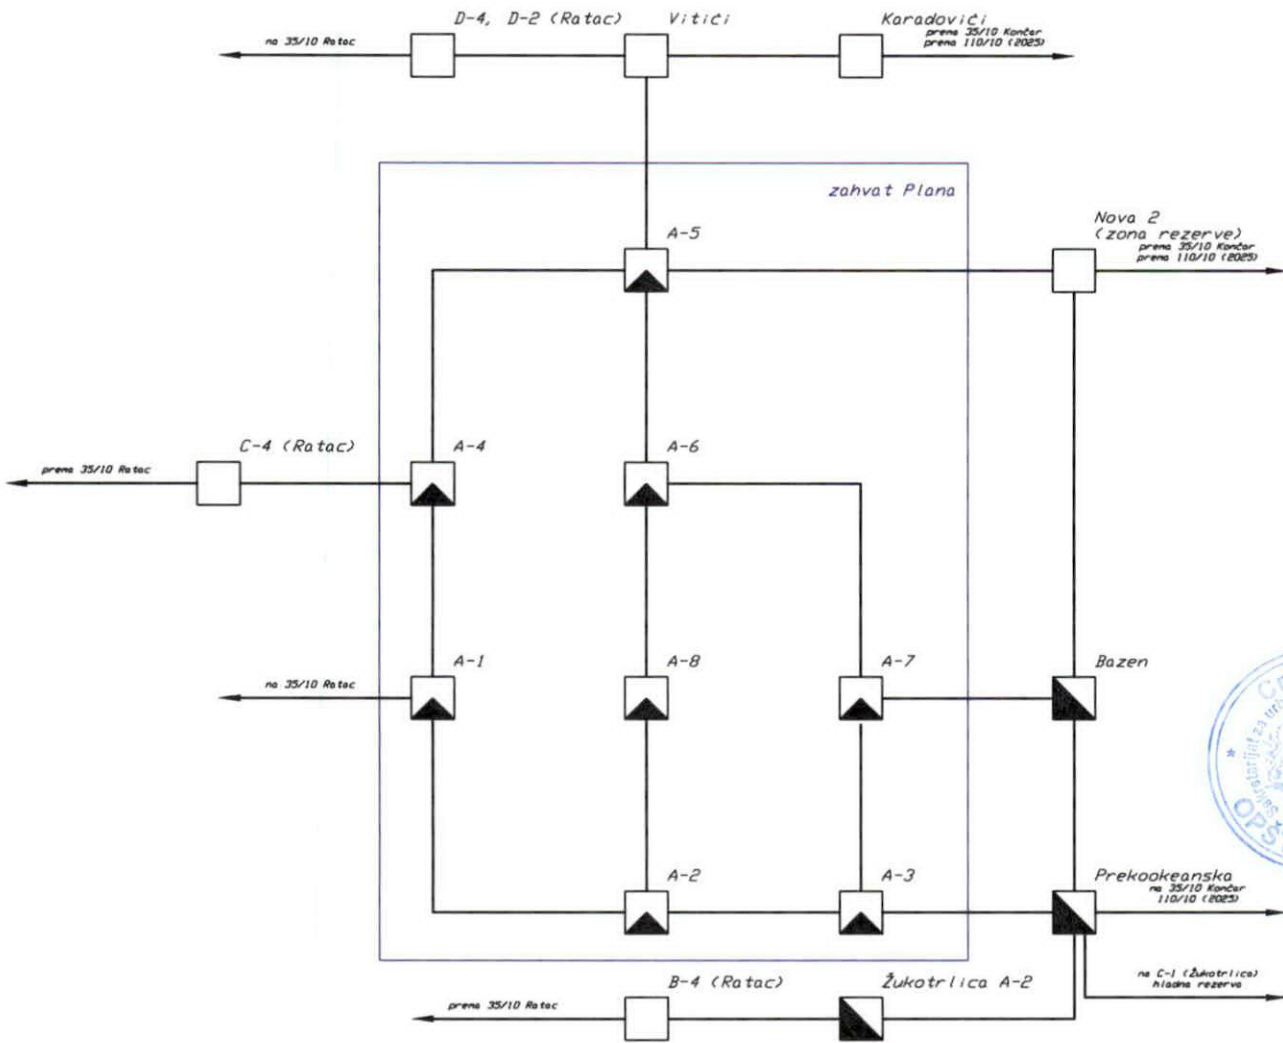 D-4, D-2 (Ratac)
Vitići
Karadovići
na 35/10 Ratac
prema 35/10 Končar
prema 110/10 (2025)
zahvat Plana
A-5
Nova 2
(zona rezerve)
prema 35/10 Končar
prema 110/10 (2025)
C-4 (Ratac)
A-4
A-6
prema 35/10 Ratac
A-1
A-8
A-7
Bazen
na 35/10 Ratac
A-2
A-3
Prekookeanska
na 35/10 Končar
110/10 (2025)
na C-1 (Žukotrlica)
hladna rezerva
B-4 (Ratac)
Žukotrlica A-2
prema 35/10 Ratac
Sekretarijat za
OPŠ